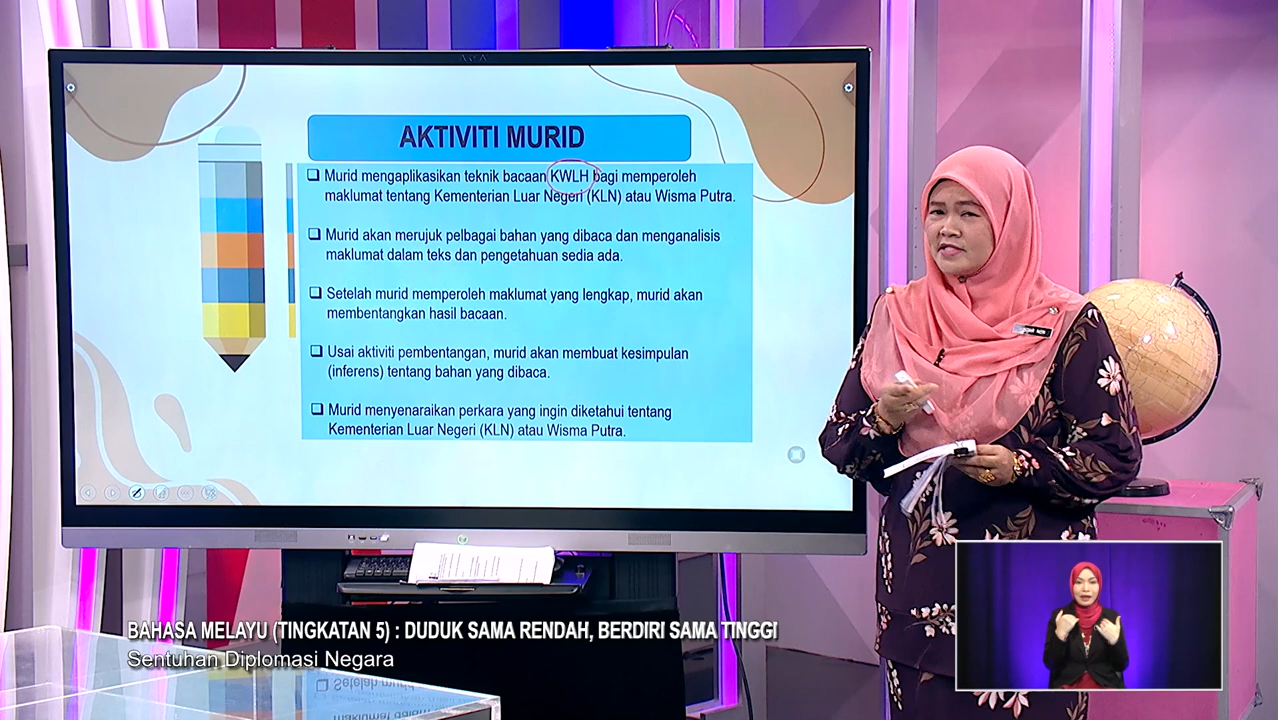 AKTIVITI MURID
❑ Murid mengaplikasikan teknik bacaan KWLH bagi memperoleh
maklumat tentang Kementerian Luar Negeri (KLN) atau Wisma Putra.
❑ Murid akan merujuk pelbagai bahan yang dibaca dan menganalisis
maklumat dalam teks dan pengetahuan sedia ada.
❑ Setelah murid memperoleh maklumat yang lengkap, murid akan
membentangkan hasil bacaan.
❑ Usai aktiviti pembentangan, murid akan membuat kesimpulan
(inferens) tentang bahan yang dibaca.
❑ Murid menyenaraikan perkara yang ingin diketahui tentang
Kementerian Luar Negeri (KLN) atau Wisma Putra.
BAHASA MELAYU (TINGKATAN 5) : DUDUK SAMA RENDAH, BERDIRI SAMA TINGGI
Sentuhan Diplomasi Negara
❑ Setelah murid
maklumat dalam